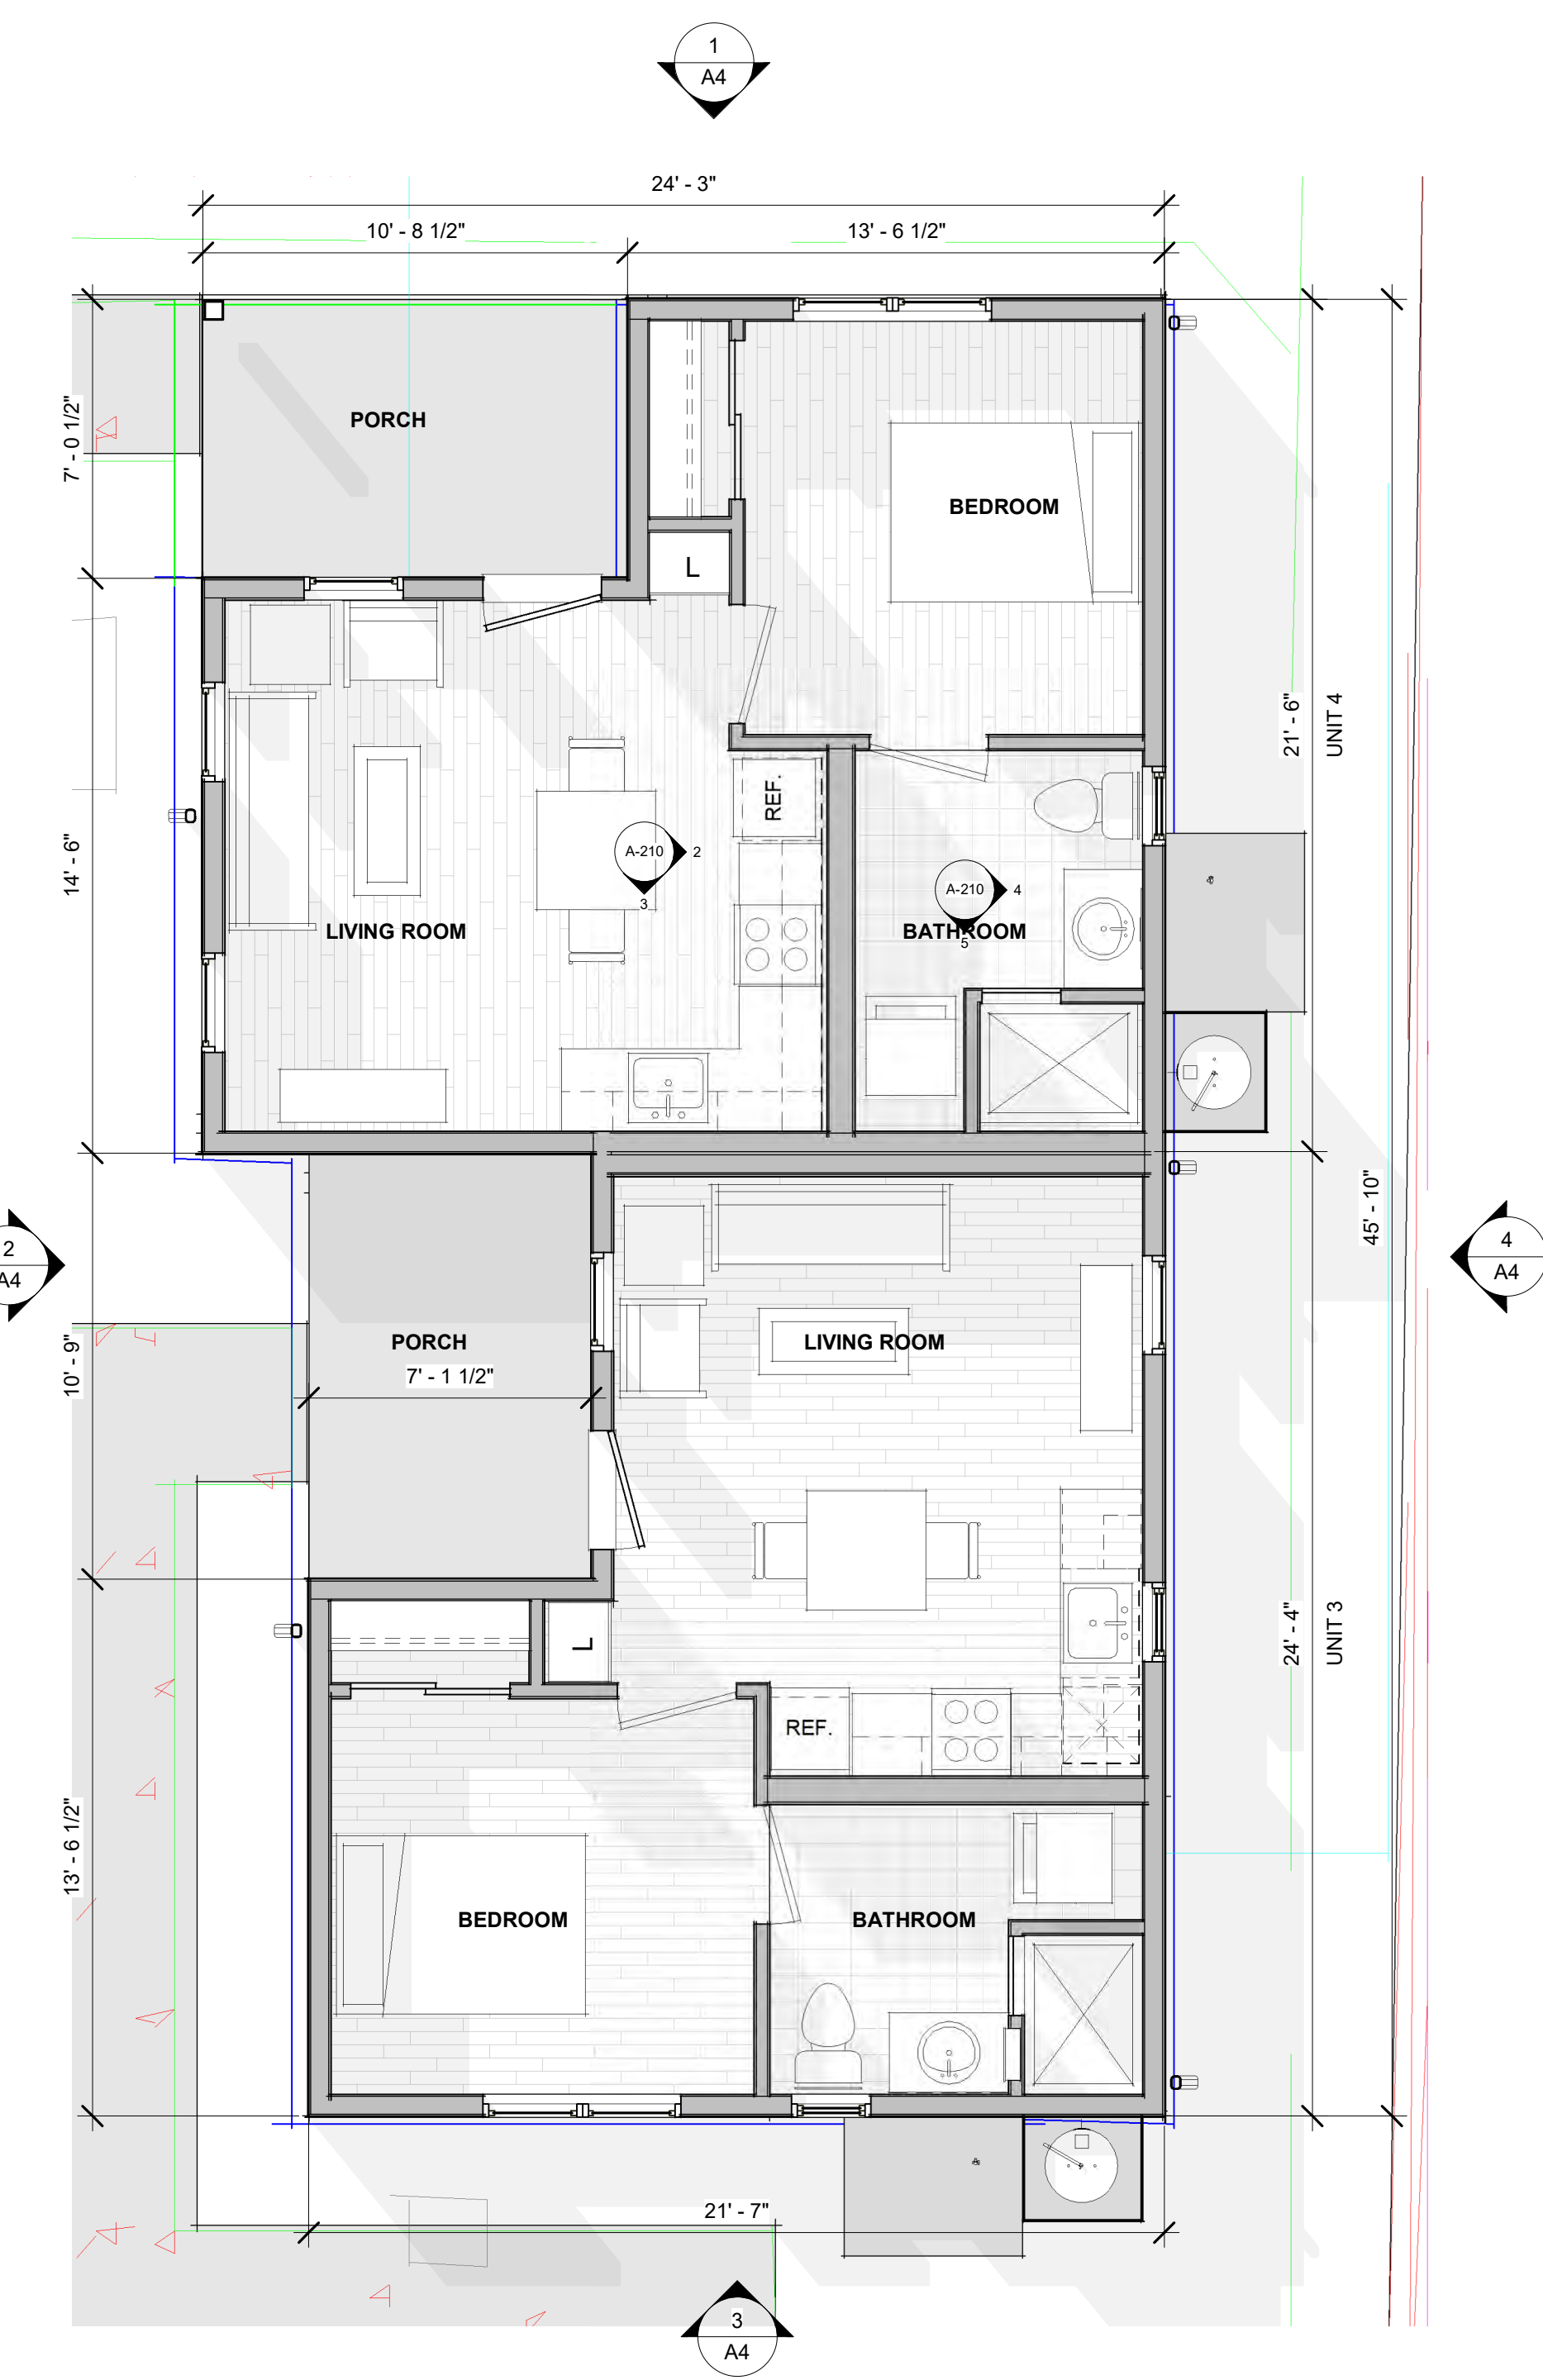 1
A4
24' - 3"
10' - 8 1/2"
13' - 6 1/2"
7' - 0 1/2"
PORCH
BEDROOM
L
21' - 6"
UNIT 4
14' - 6"
REF.
A-210
2
3
A-210
4
5
LIVING ROOM
BATHROOM
45' - 10"
2
A4
4
A4
10' - 9"
PORCH
7' - 1 1/2"
LIVING ROOM
24' - 4"
UNIT 3
L
REF.
13' - 6 1/2"
BEDROOM
BATHROOM
21' - 7"
3
A4